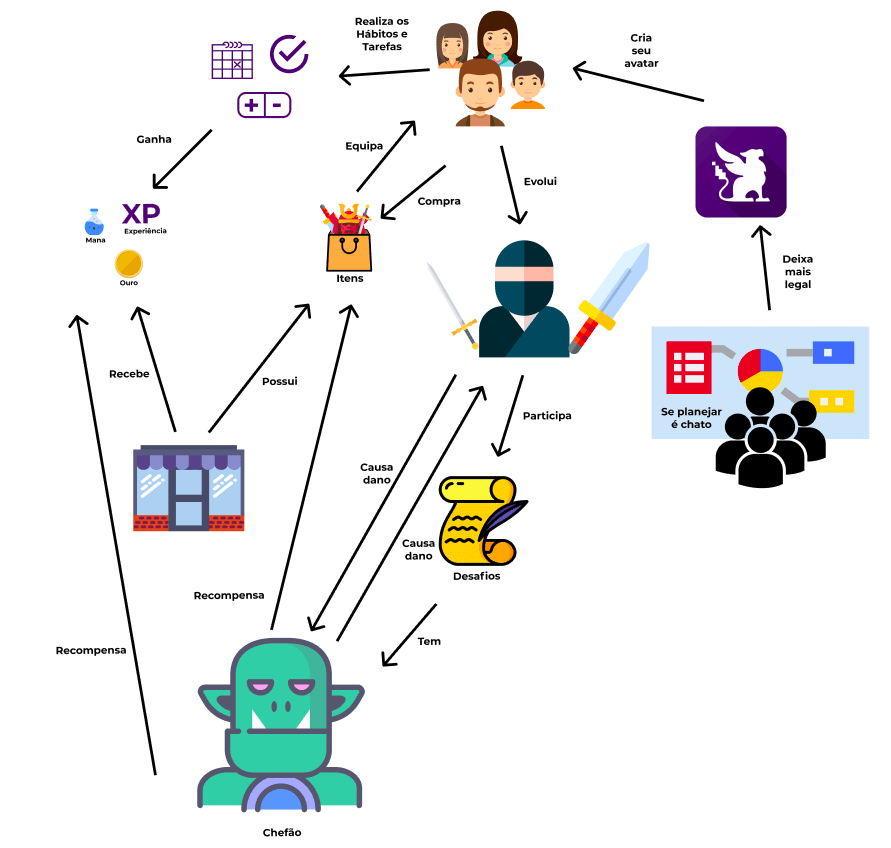 Realiza os
Hábitos e
Tarefas
Cria
seu
avatar
Ganha
Equipa
Compra
Evolui
XP
Experiência
Mana
Ouro
Itens
Deixa
mais
legal
Recebe
Possui
Se planejar
é chato
Participa
Causa
dano
Causa
dano
Desafios
Recompensa
Tem
Recompensa
Chefão